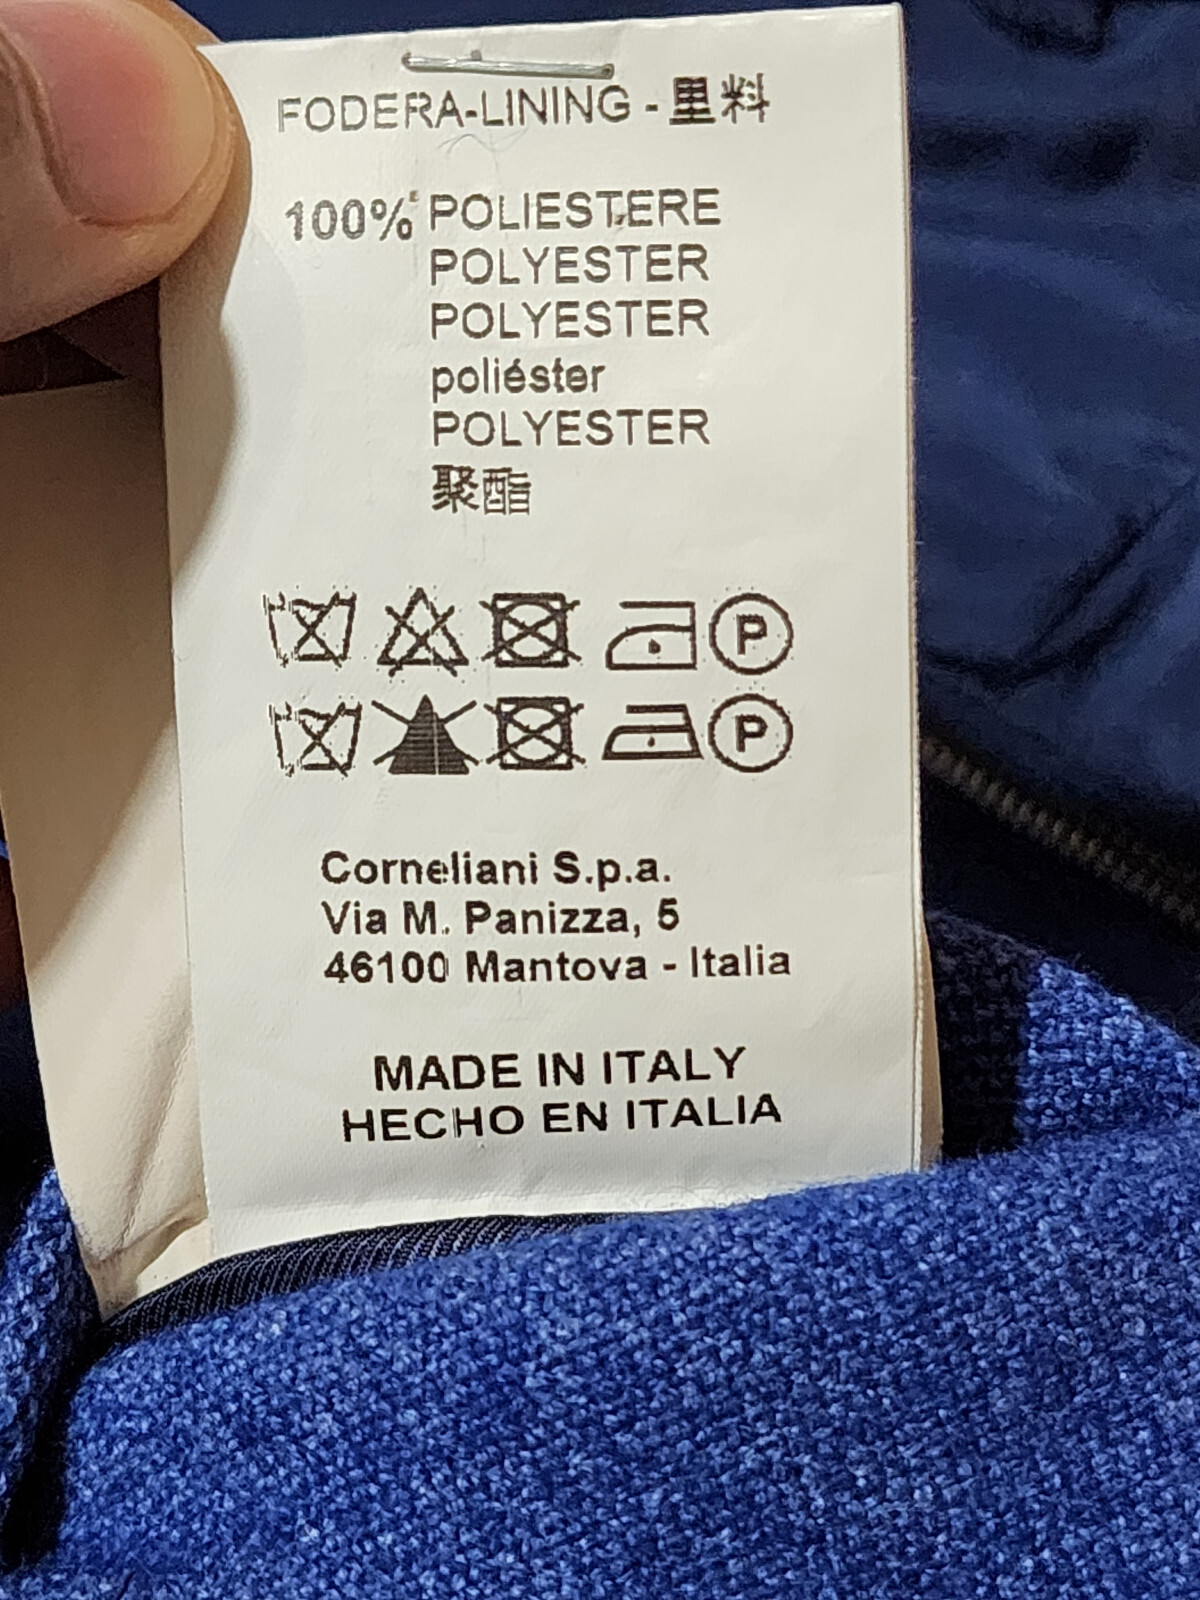 FODERA-LINING - 里料
100% POLIESTERE
POLYESTER
POLYESTER
poliéster
POLYESTER
聚酯
P
P
Corneliani S.p.a.
Via M. Panizza, 5
46100 Mantova - Italia
MADE IN ITALY
HECHO EN ITALIA